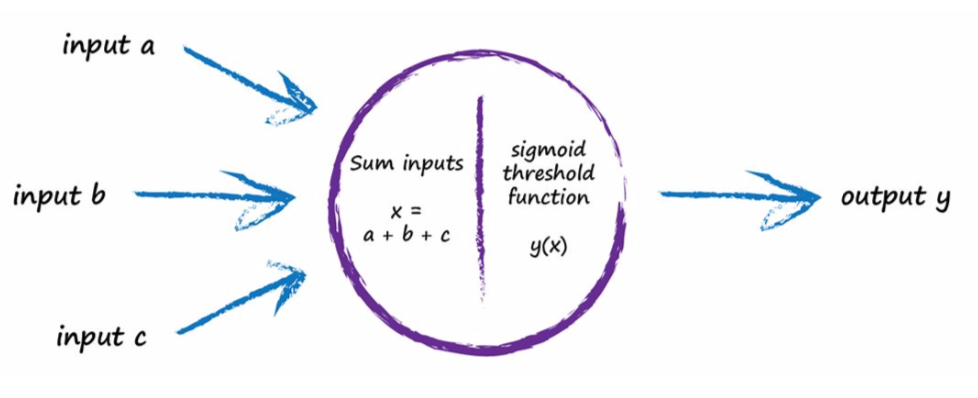 input a
input b
input c
Sum inputs
x =
a + b + c
sigmoid
threshold
function
y(x)
output y